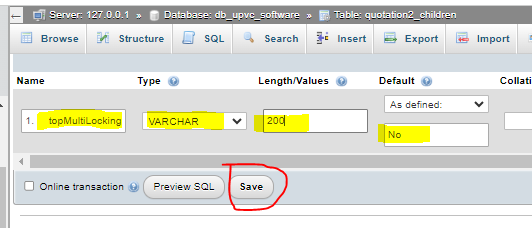 Server: 127.0.0.1 » Database: db_upvc_software » Table: quotation2_children
Browse Structure SQL Search Insert Export Import
Name Type Length/Values Default
1. topMultiLocking VARCHAR 200 As defined:
No
Online transaction Preview SQL Save